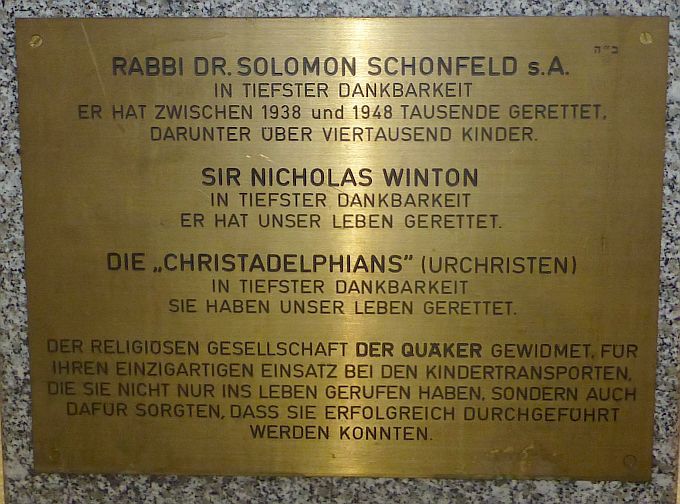 ב״ה
RABBI DR. SOLOMON SCHONFELD s.A.
IN TIEFSTER DANKBARKEIT
ER HAT ZWISCHEN 1938 und 1948 TAUSENDE GERETTET,
DARUNTER ÜBER VIERTAUSEND KINDER.
SIR NICHOLAS WINTON
IN TIEFSTER DANKBARKEIT
ER HAT UNSER LEBEN GERETTET.
DIE „CHRISTADELPHIANS” (URCHRISTEN)
IN TIEFSTER DANKBARKEIT
SIE HABEN UNSER LEBEN GERETTET.
DER RELIGIÖSEN GESELLSCHAFT DER QUÄKER GEWIDMET, FÜR
IHREN EINZIGARTIGEN EINSATZ BEI DEN KINDERTRANSPORTEN,
DIE SIE NICHT NUR INS LEBEN GERUFEN HABEN, SONDERN AUCH
DAFÜR SORGTEN, DASS SIE ERFOLGREICH DURCHGEFÜHRT
WERDEN KONNTEN.